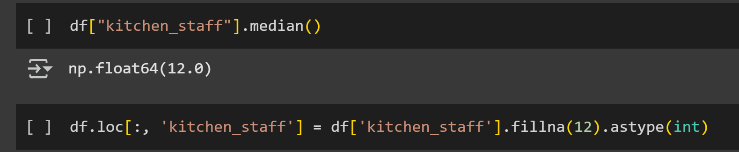 [ ] df["kitchen_staff"].median()
np.float64(12.0)
[ ] df.loc[:, 'kitchen_staff'] = df['kitchen_staff'].fillna(12).astype(int)